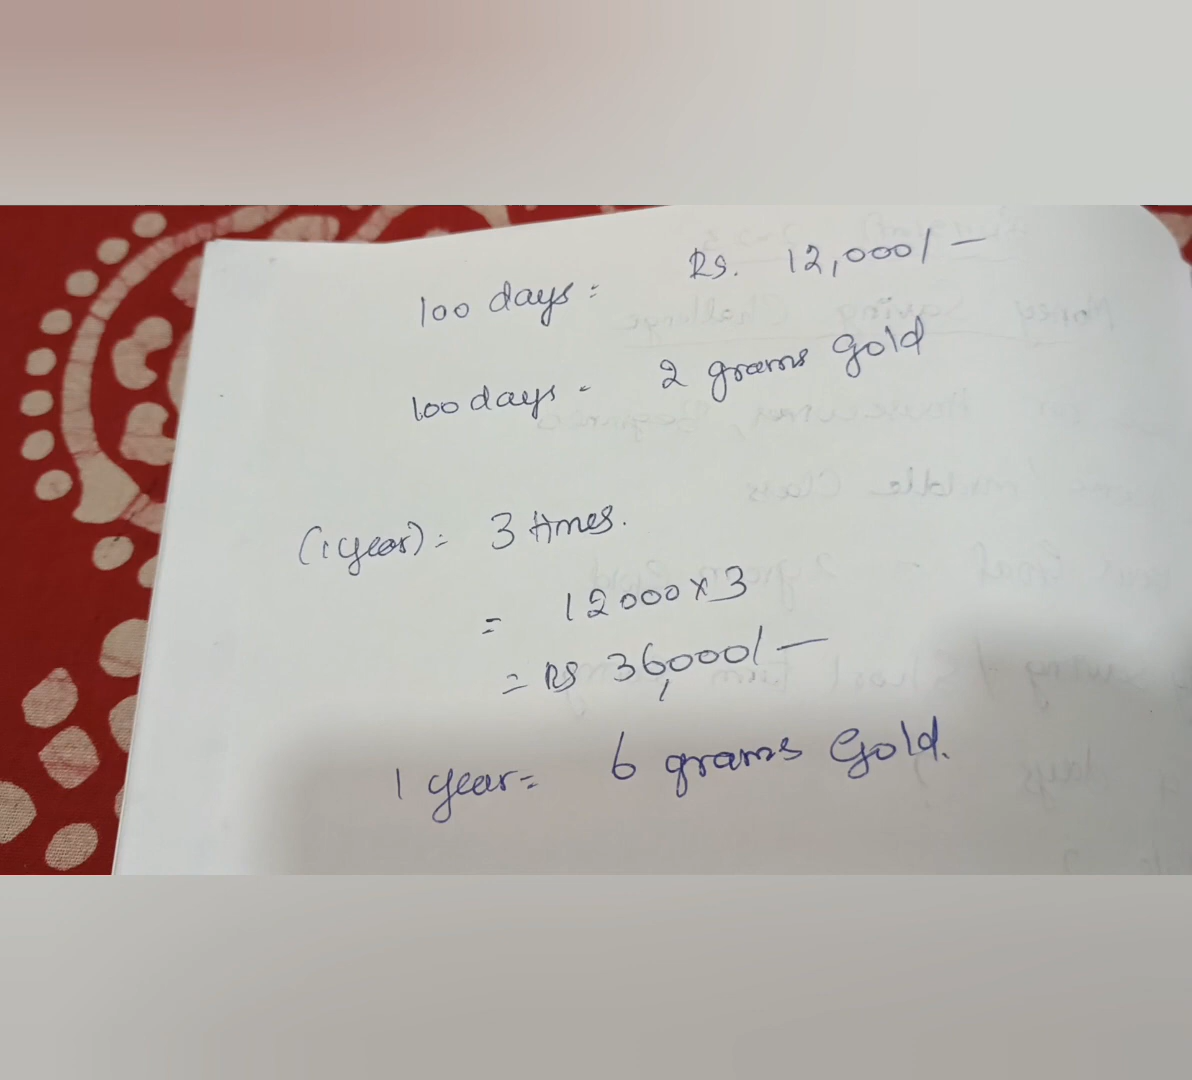 100 days = Rs. 12,000/-
100 days - 2 grams gold
(1 year) = 3 times.
= 12000 x 3
= Rs 36,000/-
1 year = 6 grams Gold.